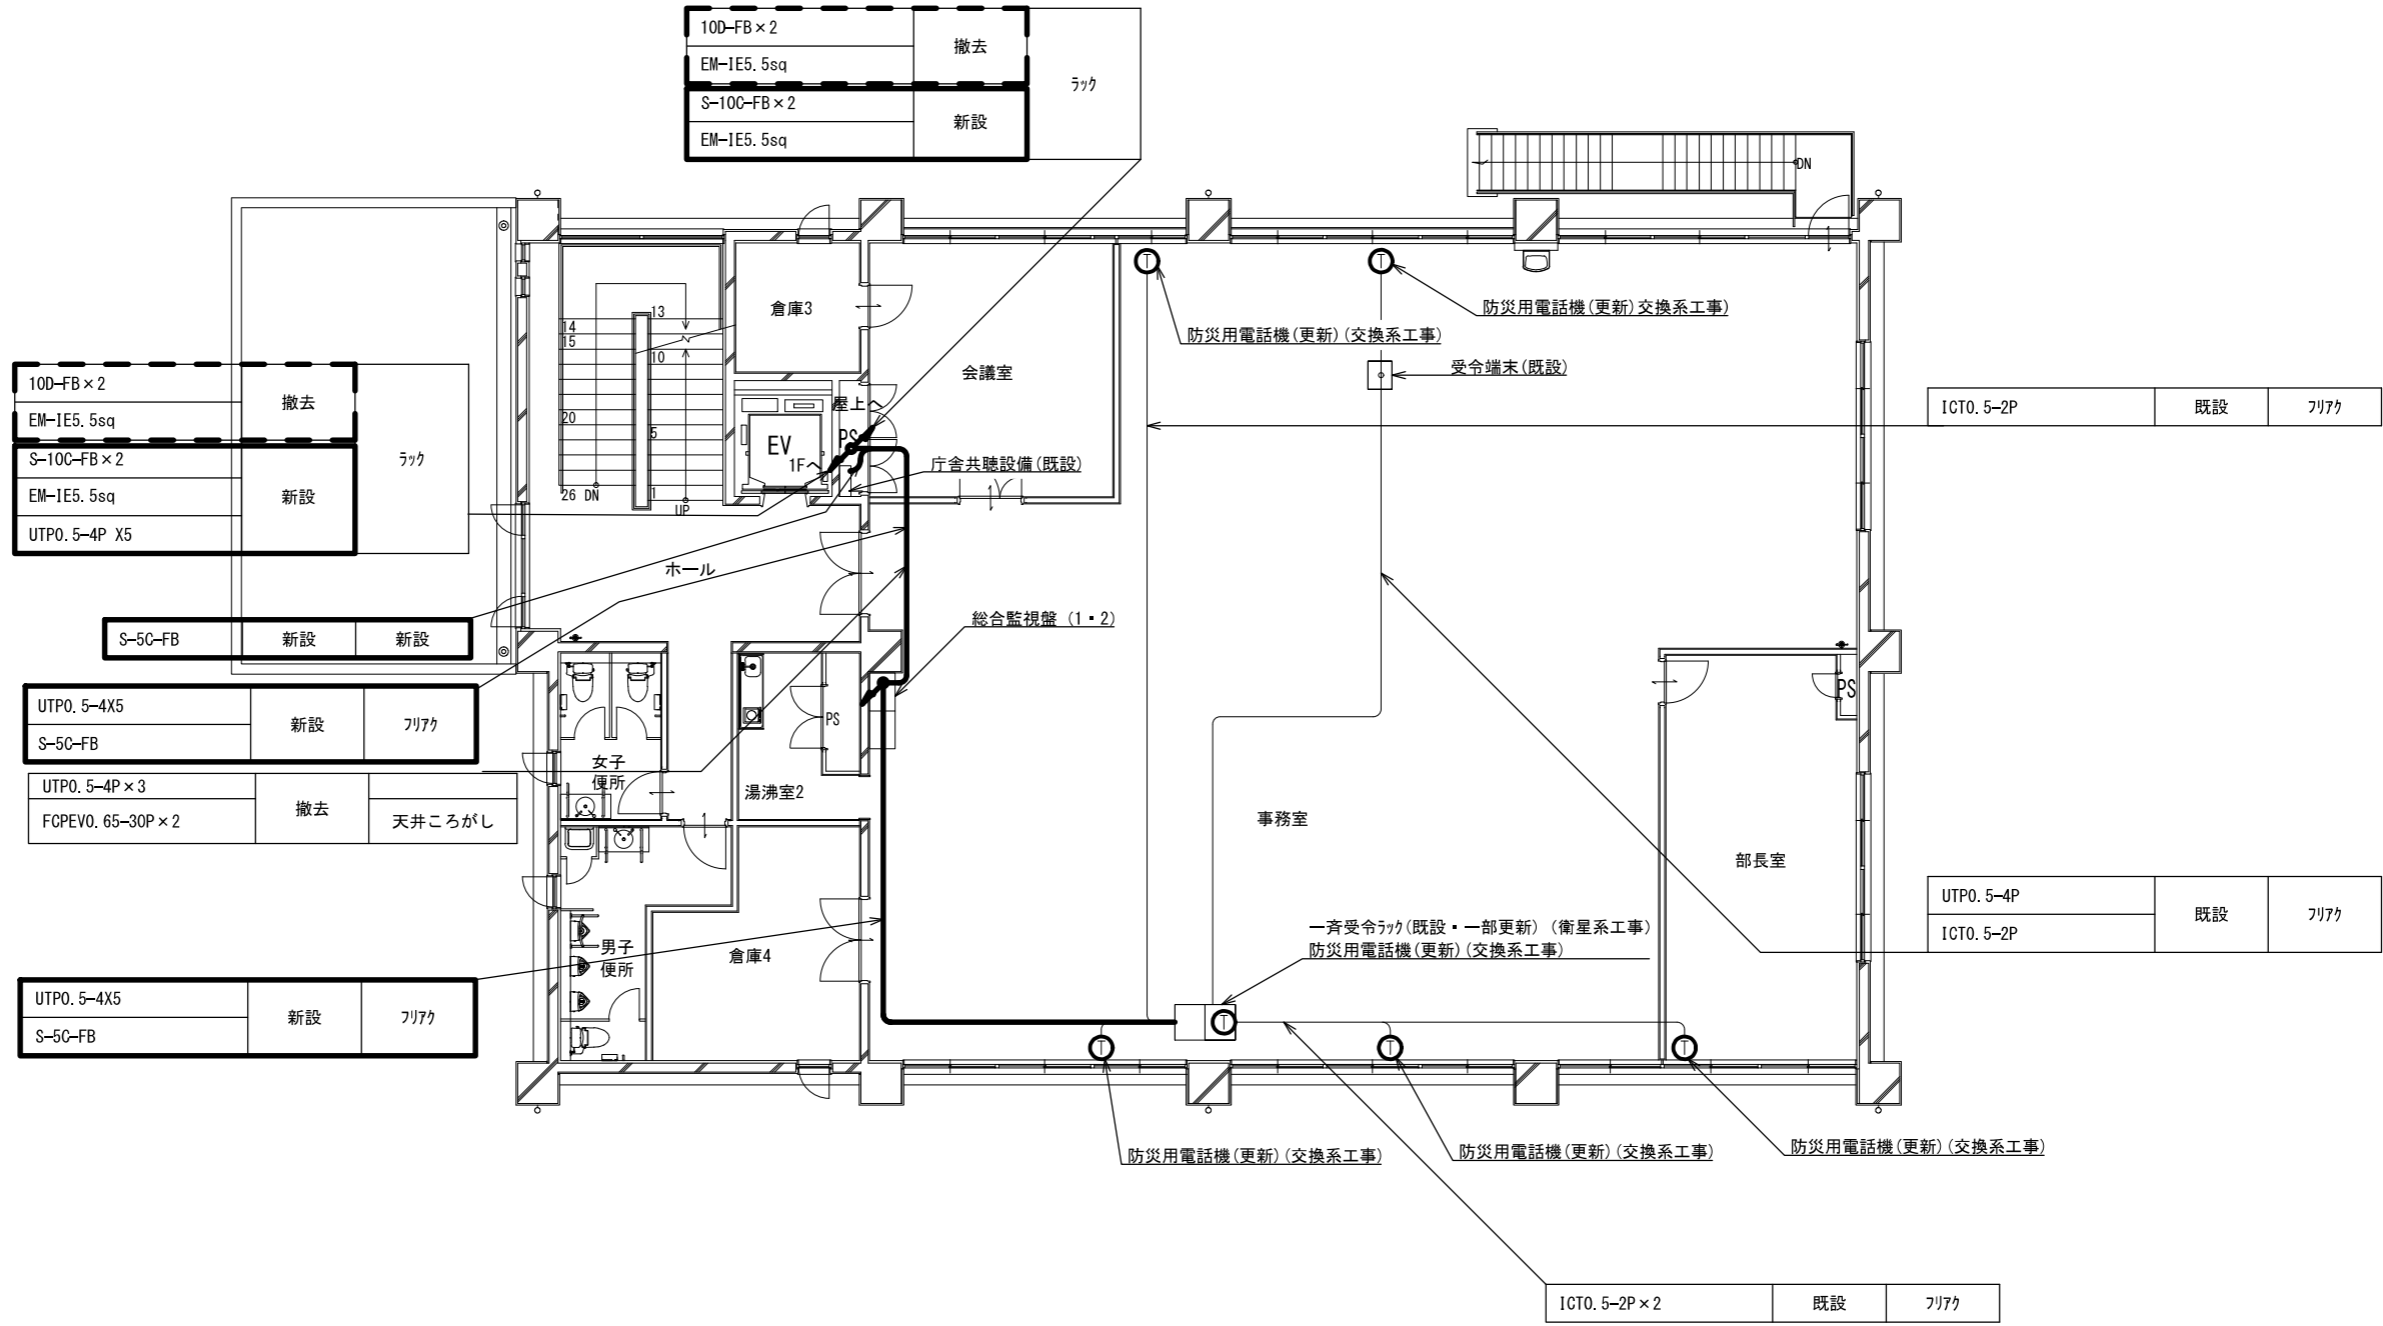 10D-FB×2
撤去
EM-IE5.5sq
ラック
S-10C-FB×2
新設
EM-IE5.5sq
DN
倉庫3
13
14
15
10
20
5
26 DN
1
UP
EV
屋上へ
PS
1Fへ
会議室
庁舎共聴設備(既設)
防災用電話機(更新)(交換系工事)
防災用電話機(更新)交換系工事)
受令端末(既設)
ICT0.5-2P
既設
フリアク
10D-FB×2
撤去
EM-IE5.5sq
ラック
S-10C-FB×2
EM-IE5.5sq
新設
UTP0.5-4P X5
ホール
総合監視盤 (1・2)
S-5C-FB
新設
新設
UTP0.5-4X5
新設
フリアク
S-5C-FB
UTP0.5-4P×3
撤去
FCPEV0.65-30P×2
天井ころがし
女子
便所
湯沸室2
PS
PS
事務室
部長室
男子
便所
倉庫4
一斉受令ラック(既設・一部更新) (衛星系工事)
防災用電話機(更新)(交換系工事)
UTP0.5-4P
既設
フリアク
ICT0.5-2P
UTP0.5-4X5
新設
フリアク
S-5C-FB
T
T
T
T
T
T
防災用電話機(更新)(交換系工事)
防災用電話機(更新)(交換系工事)
防災用電話機(更新)(交換系工事)
ICT0.5-2P×2
既設
フリアク